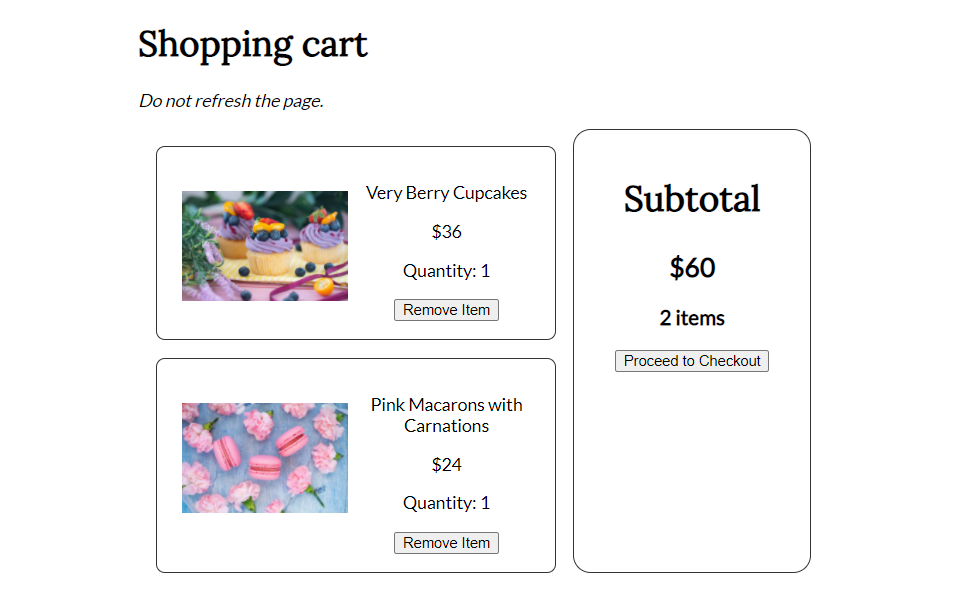 Shopping cart
Do not refresh the page.
Very Berry Cupcakes
$36
Quantity: 1
Remove Item
Pink Macarons with
Carnations
$24
Quantity: 1
Remove Item
Subtotal
$60
2 items
Proceed to Checkout